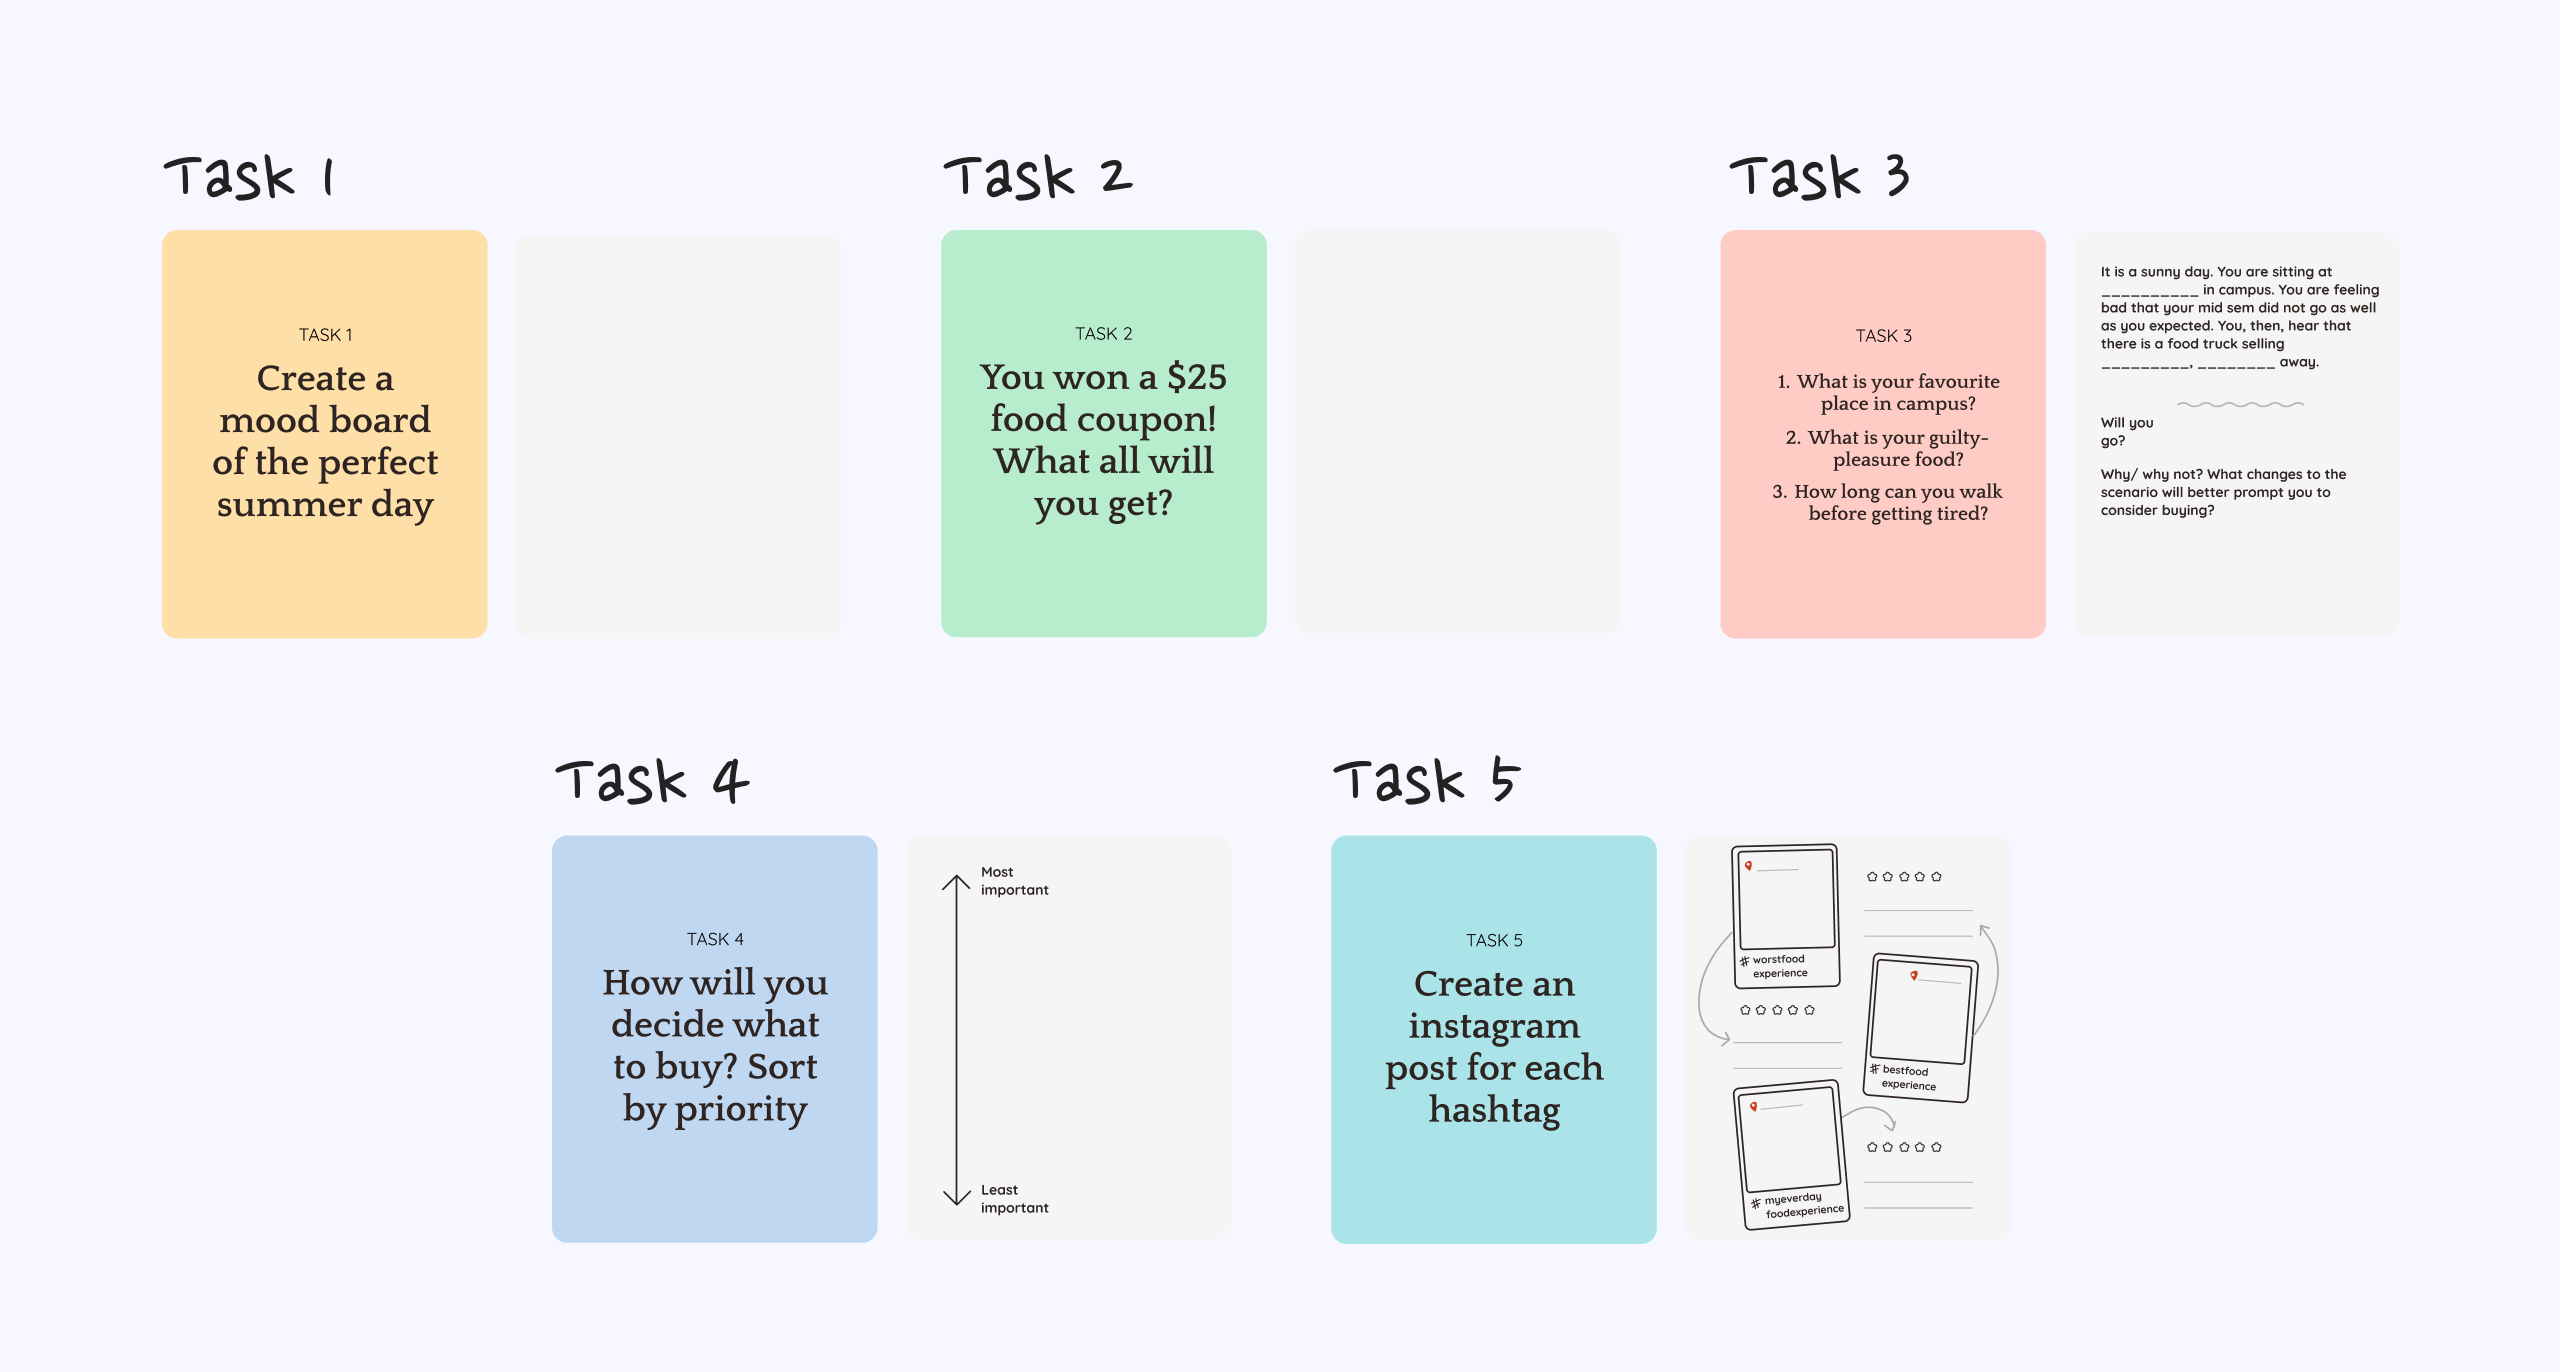 Task 1
TASK 1
Create a
mood board
of the perfect
summer day
Task 2
TASK 2
You won a $25
food coupon!
What all will
you get?
Task 3
TASK 3
1. What is your favourite
place in campus?
2. What is your guilty-
pleasure food?
3. How long can you walk
before getting tired?
It is a sunny day. You are sitting at
__________ in campus. You are feeling
bad that your mid sem did not go as well
as you expected. You, then, hear that
there is a food truck selling
_________, ________ away.
Will you
go?
Why/ why not? What changes to the
scenario will better prompt you to
consider buying?
Task 4
TASK 4
How will you
decide what
to buy? Sort
by priority
Most
important
Least
important
Task 5
TASK 5
Create an
instagram
post for each
hashtag
# worstfood
experience
# bestfood
experience
# myeverday
foodexperience